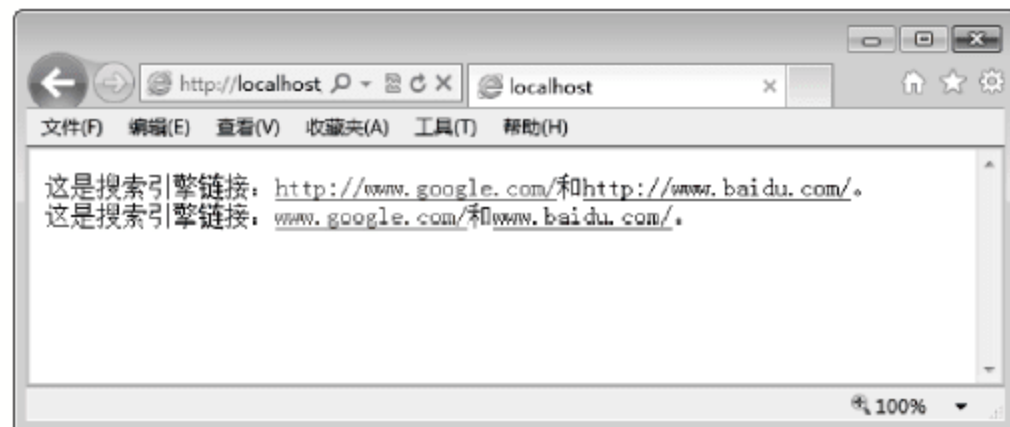 http://localhost
localhost
文件(F) 编辑(E) 查看(V) 收藏夹(A) 工具(T) 帮助(H)
这是搜索引擎链接：http://www.google.com/和http://www.baidu.com/。
这是搜索引擎链接：www.google.com/和www.baidu.com/。
100%